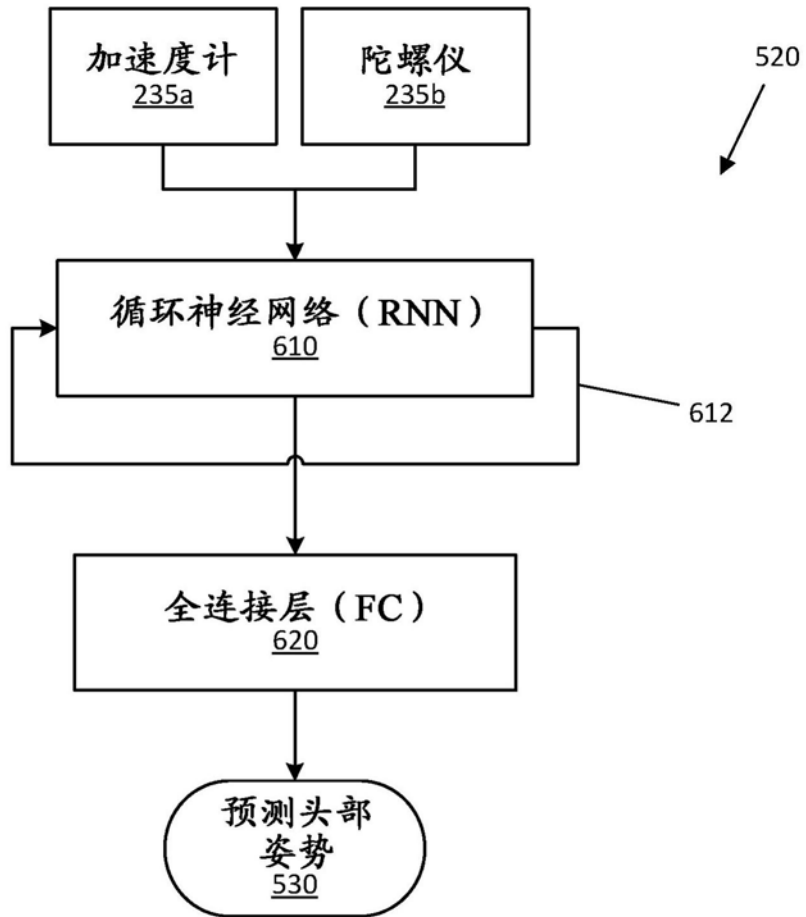 加速度计
235a
陀螺仪
235b
520
循环神经网络（RNN）
610
612
全连接层（FC）
620
预测头部
姿势
530